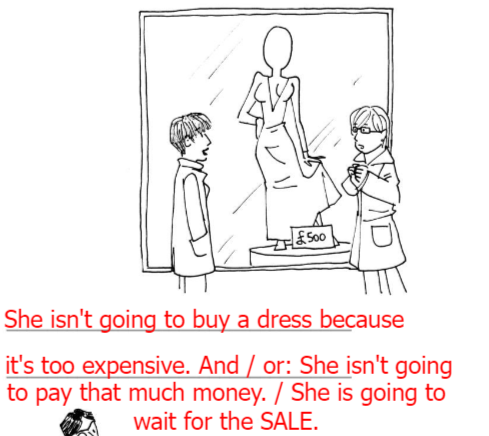 £500
She isn't going to buy a dress because
it's too expensive. And / or: She isn't going
to pay that much money. / She is going to
wait for the SALE.